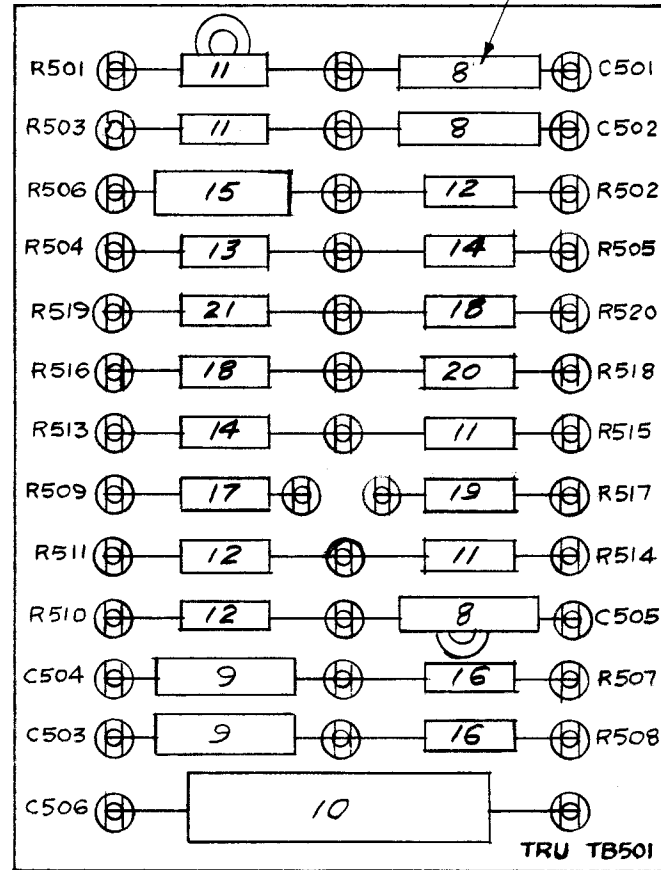 R501 11 8 C501
R503 11 8 C502
R506 15 12 R502
R504 13 14 R505
R519 21 18 R520
R516 18 20 R518
R513 14 11 R515
R509 17 19 R517
R511 12 11 R514
R510 12 8 C505
C504 9 16 R507
C503 9 16 R508
C506 10
TRU TB501